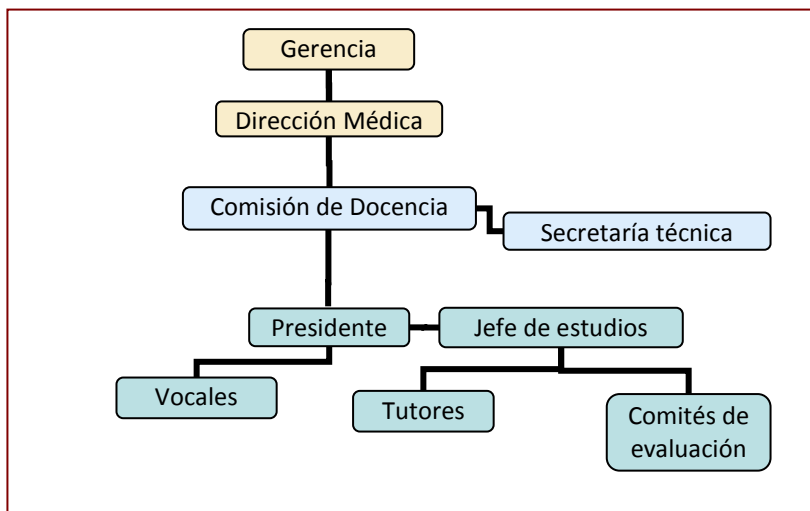 Gerencia
Dirección Médica
Comisión de Docencia
Secretaría técnica
Presidente
Jefe de estudios
Vocales
Tutores
Comités de
evaluación